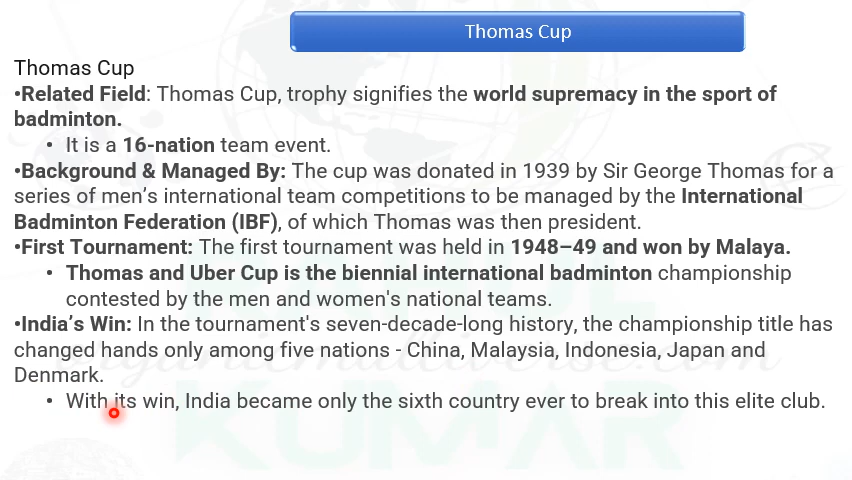 Thomas Cup
Thomas Cup
•Related Field: Thomas Cup, trophy signifies the world supremacy in the sport of
badminton.
• It is a 16-nation team event.
•Background & Managed By: The cup was donated in 1939 by Sir George Thomas for a
series of men’s international team competitions to be managed by the International
Badminton Federation (IBF), of which Thomas was then president.
•First Tournament: The first tournament was held in 1948–49 and won by Malaya.
• Thomas and Uber Cup is the biennial international badminton championship
contested by the men and women's national teams.
•India’s Win: In the tournament's seven-decade-long history, the championship title has
changed hands only among five nations - China, Malaysia, Indonesia, Japan and
Denmark.
• With its win, India became only the sixth country ever to break into this elite club.
KUMAR